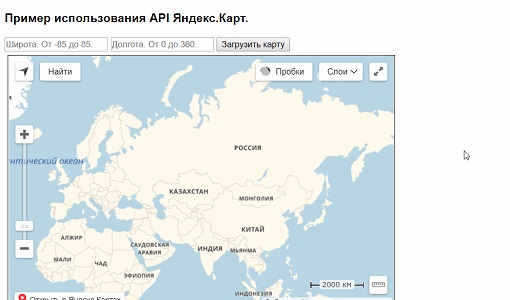 Пример использования API Яндекс.Карт.
Широта. От -85 до 85. Долгота. От 0 до 360. Загрузить карту
Найти Пробки Слои
РОССИЯ
нтический океан
КАЗАХСТАН
МОНГОЛИЯ
КИТАЙ
АЛЖИР
САУДОВСКАЯ
АРАВИЯ
ИНДИЯ
МЬЯНМА
МАЛИ
ЧАД
ЭФИОПИЯ
2000 км
ИНДОНЕЗИЯ
Открыть в Яндекс.Картах